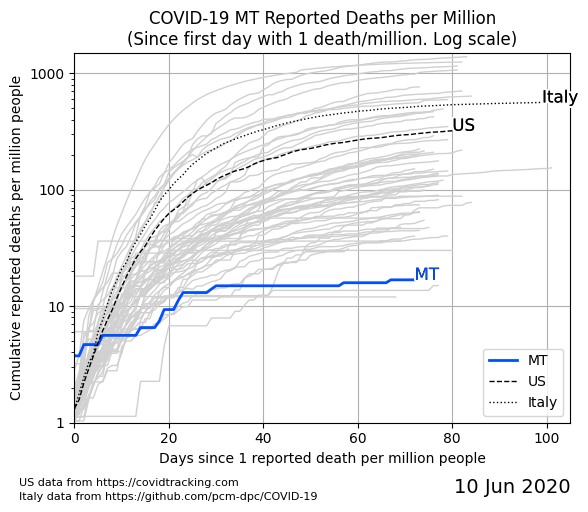 COVID-19 MT Reported Deaths per Million
(Since first day with 1 death/million. Log scale)
Cumulative reported deaths per million people
1000
100
10
1
Italy
US
MT
MT
US
Italy
0 20 40 60 80 100
Days since 1 reported death per million people
US data from https://covidtracking.com
Italy data from https://github.com/pcm-dpc/COVID-19
10 Jun 2020